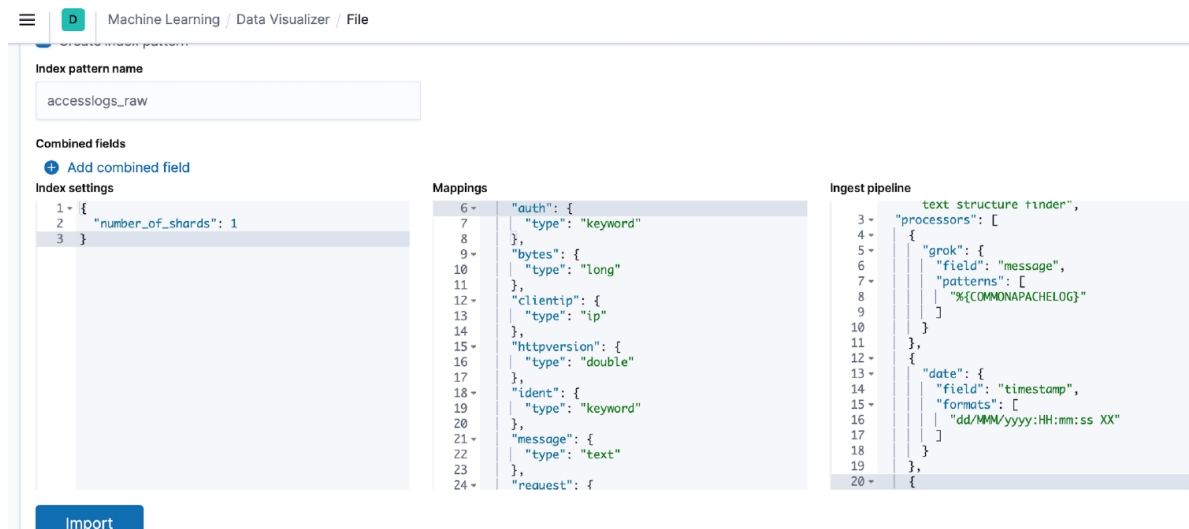 D Machine Learning / Data Visualizer / File
Create index pattern
Index pattern name
accesslogs_raw
Combined fields
Add combined field
Index settings
1 {
2 "number_of_shards": 1
3 }
Mappings
6 "auth": {
7 "type": "keyword"
8 },
9 "bytes": {
10 "type": "long"
11 },
12 "clientip": {
13 "type": "ip"
14 },
15 "httpversion": {
16 "type": "double"
17 },
18 "ident": {
19 "type": "keyword"
20 },
21 "message": {
22 "type": "text"
23 },
24 "request": {
Ingest pipeline
text structure finder",
3 "processors": [
4 {
5 "grok": {
6 "field": "message",
7 "patterns": [
8 "%{COMMONAPACHELOG}"
9 ]
10 }
11 },
12 {
13 "date": {
14 "field": "timestamp",
15 "formats": [
16 "dd/MMM/yyyy:HH:mm:ss XX"
17 ]
18 }
19 },
20 {
Import